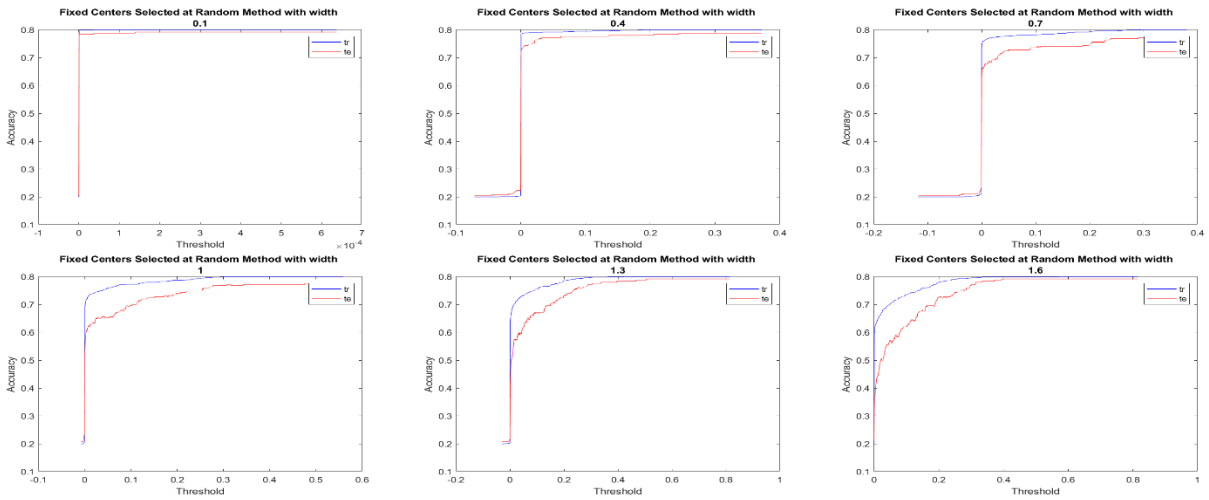 Fixed Centers Selected at Random Method with width
0.1
0.8
0.7
0.6
0.5
0.4
0.3
0.2
0.1
Accuracy
tr
te
-1 0 1 2 3 4 5 6 7
Threshold
×10⁻⁴
Fixed Centers Selected at Random Method with width
0.4
0.8
0.7
0.6
0.5
0.4
0.3
0.2
0.1
Accuracy
tr
te
-0.1 0 0.1 0.2 0.3 0.4
Threshold
Fixed Centers Selected at Random Method with width
0.7
0.8
0.7
0.6
0.5
0.4
0.3
0.2
0.1
Accuracy
tr
te
-0.2 -0.1 0 0.1 0.2 0.3 0.4
Threshold
Fixed Centers Selected at Random Method with width
1
0.8
0.7
0.6
0.5
0.4
0.3
0.2
0.1
Accuracy
tr
te
-0.1 0 0.1 0.2 0.3 0.4 0.5 0.6
Threshold
Fixed Centers Selected at Random Method with width
1.3
0.8
0.7
0.6
0.5
0.4
0.3
0.2
0.1
Accuracy
tr
te
-0.2 0 0.2 0.4 0.6 0.8 1
Threshold
Fixed Centers Selected at Random Method with width
1.6
0.8
0.7
0.6
0.5
0.4
0.3
0.2
0.1
Accuracy
tr
te
0 0.2 0.4 0.6 0.8 1
Threshold